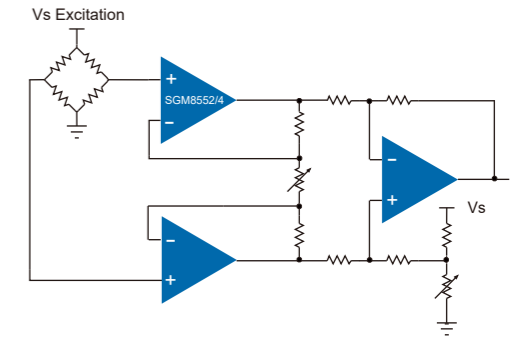 Vs Excitation
+
SGM8552/4
−
−
+
−
+
Vs